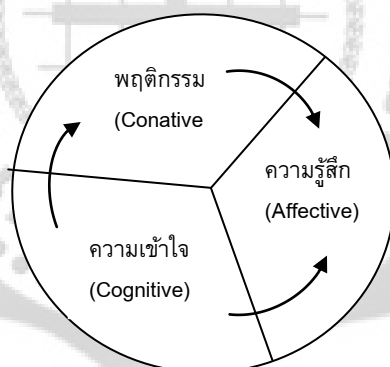 พฤติกรรม
(Conative
ความรู้สึก
(Affective)
ความเข้าใจ
(Cognitive)